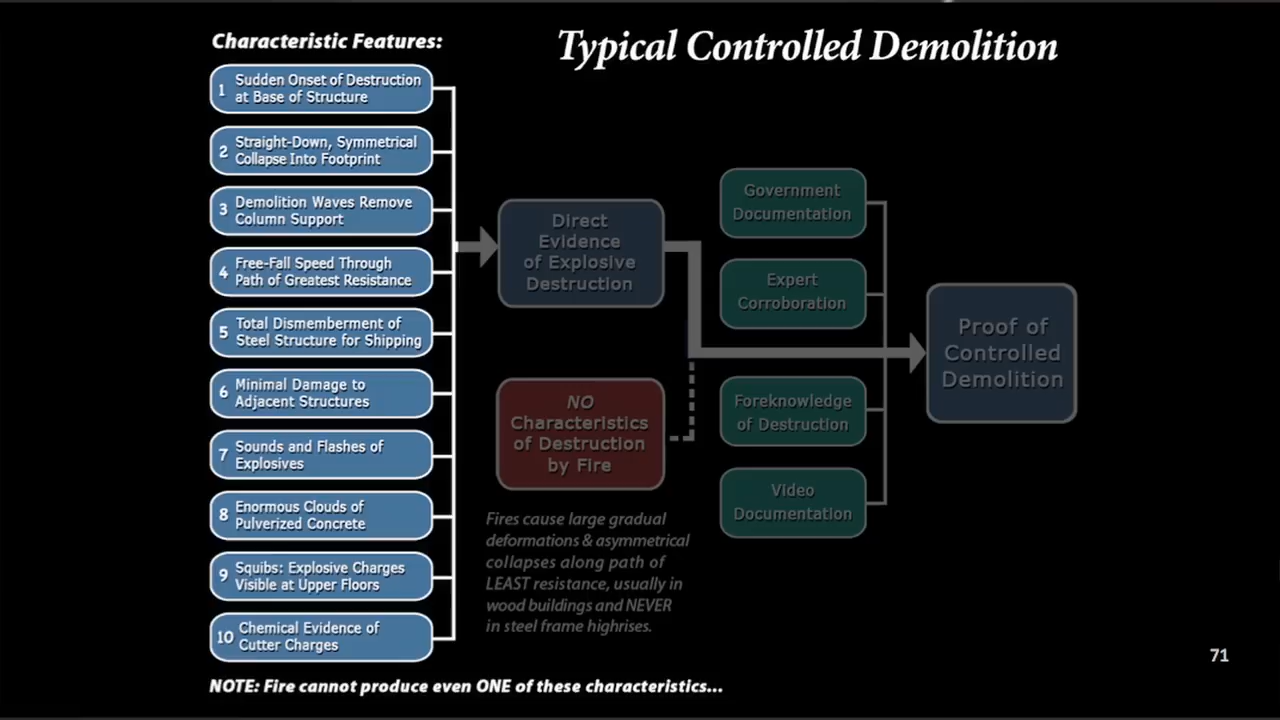 Characteristic Features:
Typical Controlled Demolition
1 Sudden Onset of Destruction
at Base of Structure
2 Straight-Down, Symmetrical
Collapse Into Footprint
3 Demolition Waves Remove
Column Support
4 Free-Fall Speed Through
Path of Greatest Resistance
5 Total Dismemberment of
Steel Structure for Shipping
6 Minimal Damage to
Adjacent Structures
7 Sounds and Flashes of
Explosives
8 Enormous Clouds of
Pulverized Concrete
9 Squibs: Explosive Charges
Visible at Upper Floors
10 Chemical Evidence of
Cutter Charges
NOTE: Fire cannot produce even ONE of these characteristics...
Direct
Evidence
of Explosive
Destruction
NO
Characteristics
of Destruction
by Fire
Fires cause large gradual
deformations & asymmetrical
collapses along path of
LEAST resistance, usually in
wood buildings and NEVER
in steel frame highrises.
Government
Documentation
Expert
Corroboration
Foreknowledge
of Destruction
Video
Documentation
Proof of
Controlled
Demolition
71